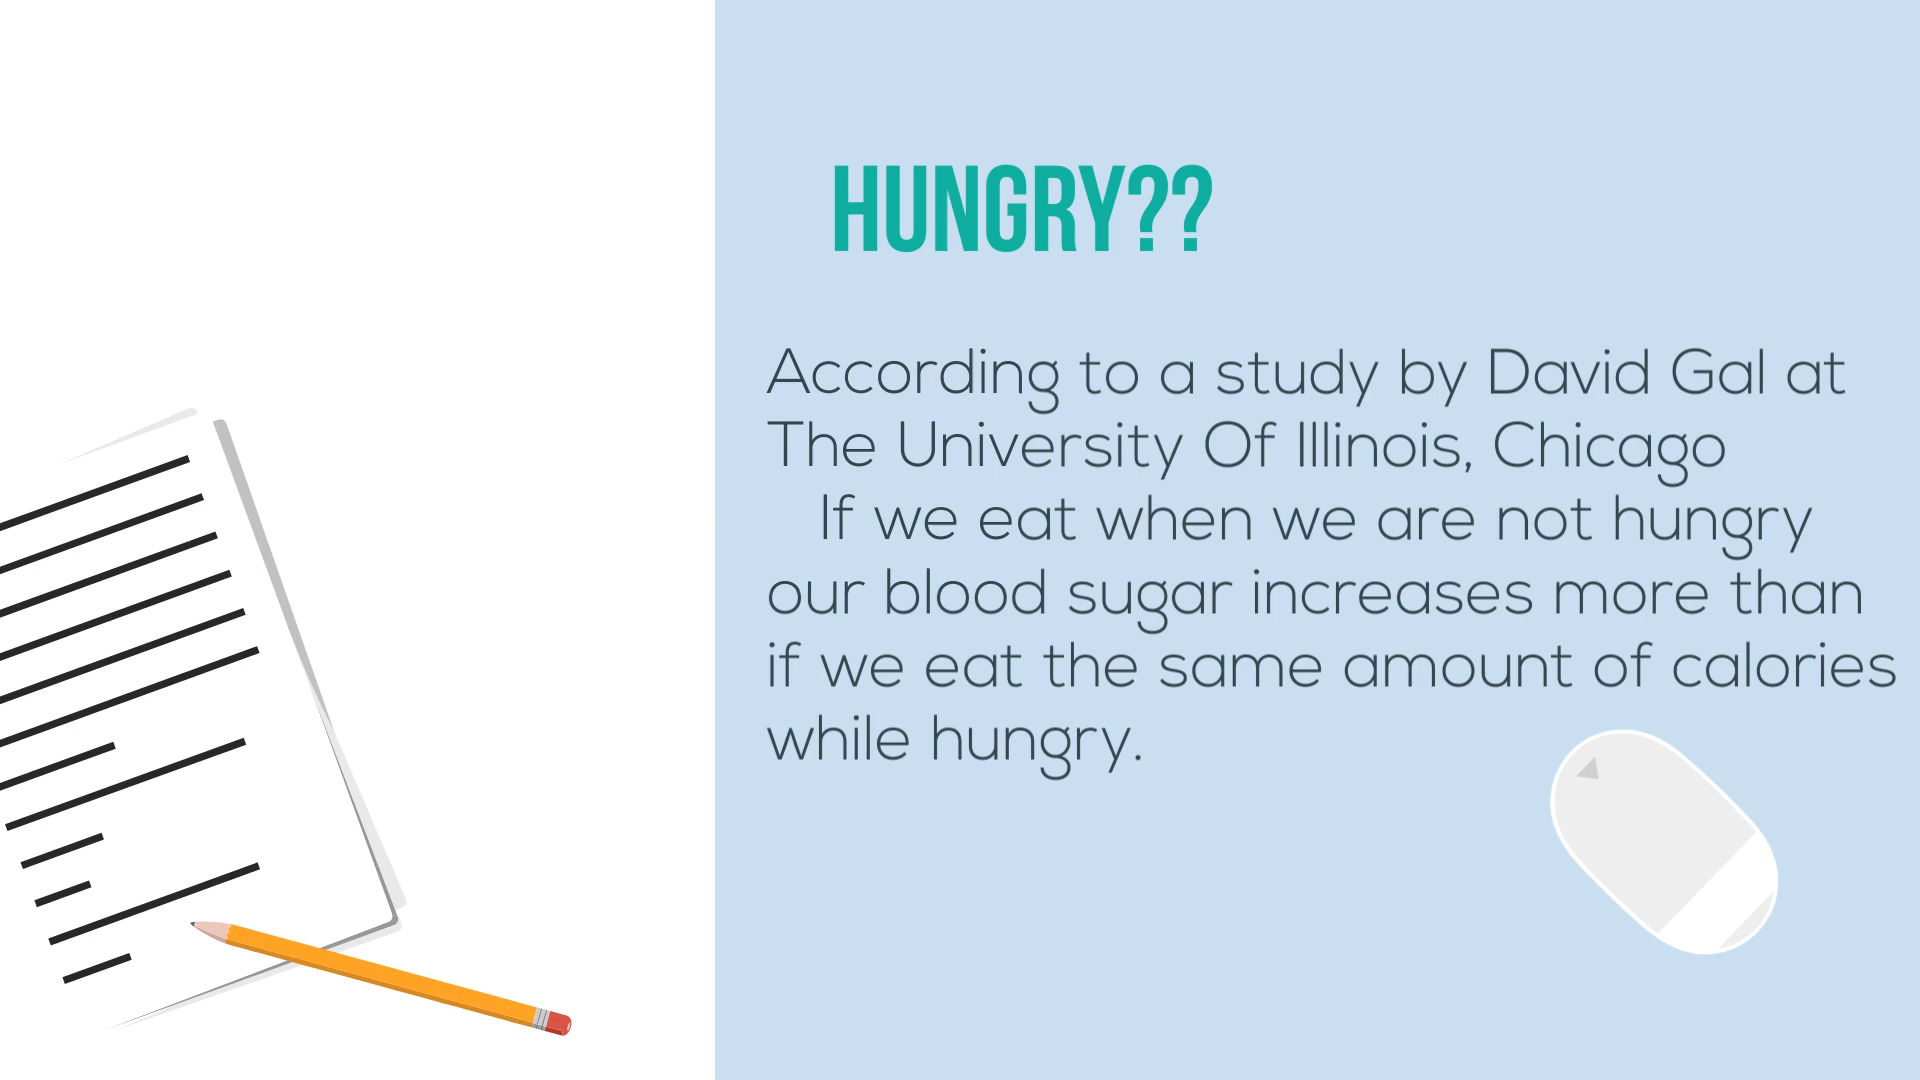 HUNGRY??
According to a study by David Gal at
The University Of Illinois, Chicago
If we eat when we are not hungry
our blood sugar increases more than
if we eat the same amount of calories
while hungry.